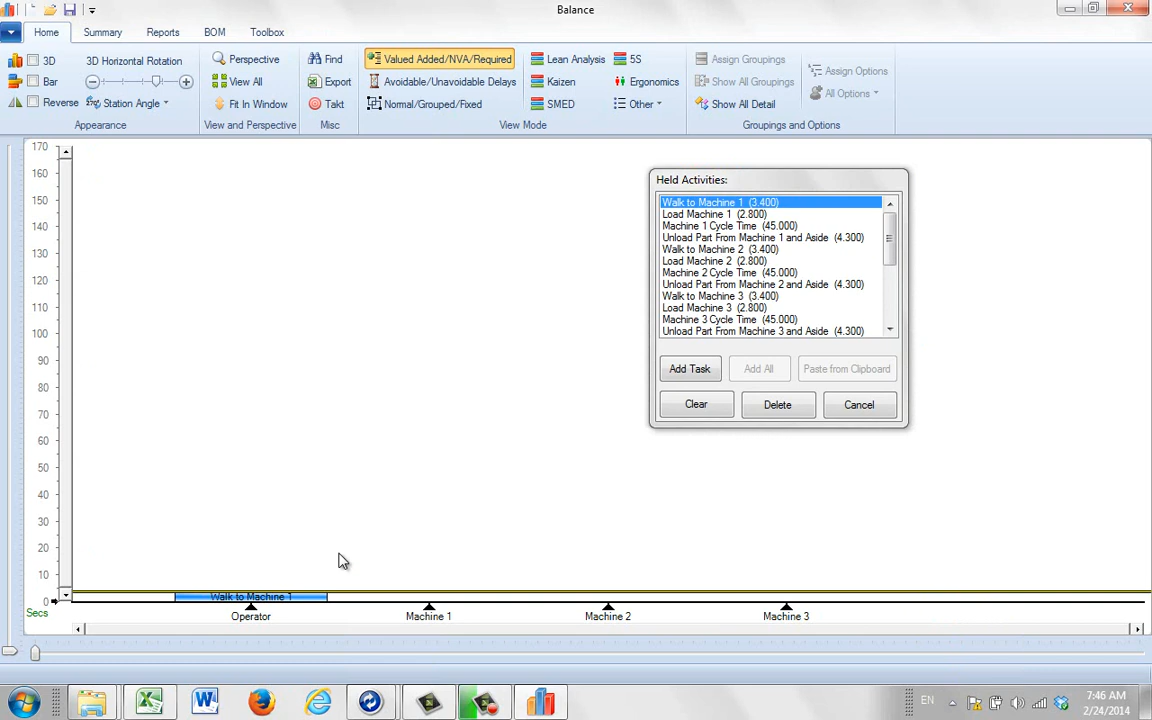 Balance
Home Summary Reports BOM Toolbox
3D 3D Horizontal Rotation Perspective Find Valued Added/NVA/Required Lean Analysis 5S Assign Groupings Assign Options
Bar View All Export Avoidable/Unavoidable Delays Kaizen Ergonomics Show All Groupings All Options
Reverse Station Angle Fit In Window Takt Normal/Grouped/Fixed SMED Other Show All Detail
Appearance View and Perspective Misc View Mode Groupings and Options
170
160
150
140
130
120
110
100
90
80
70
60
50
40
30
20
10
0
Secs
Held Activities:
Walk to Machine 1 (3.400)
Load Machine 1 (2.800)
Machine 1 Cycle Time (45.000)
Unload Part From Machine 1 and Aside (4.300)
Walk to Machine 2 (3.400)
Load Machine 2 (2.800)
Machine 2 Cycle Time (45.000)
Unload Part From Machine 2 and Aside (4.300)
Walk to Machine 3 (3.400)
Load Machine 3 (2.800)
Machine 3 Cycle Time (45.000)
Unload Part From Machine 3 and Aside (4.300)
Add Task Add All Paste from Clipboard
Clear Delete Cancel
Walk to Machine 1
Operator Machine 1 Machine 2 Machine 3
EN 7:46 AM
2/24/2014